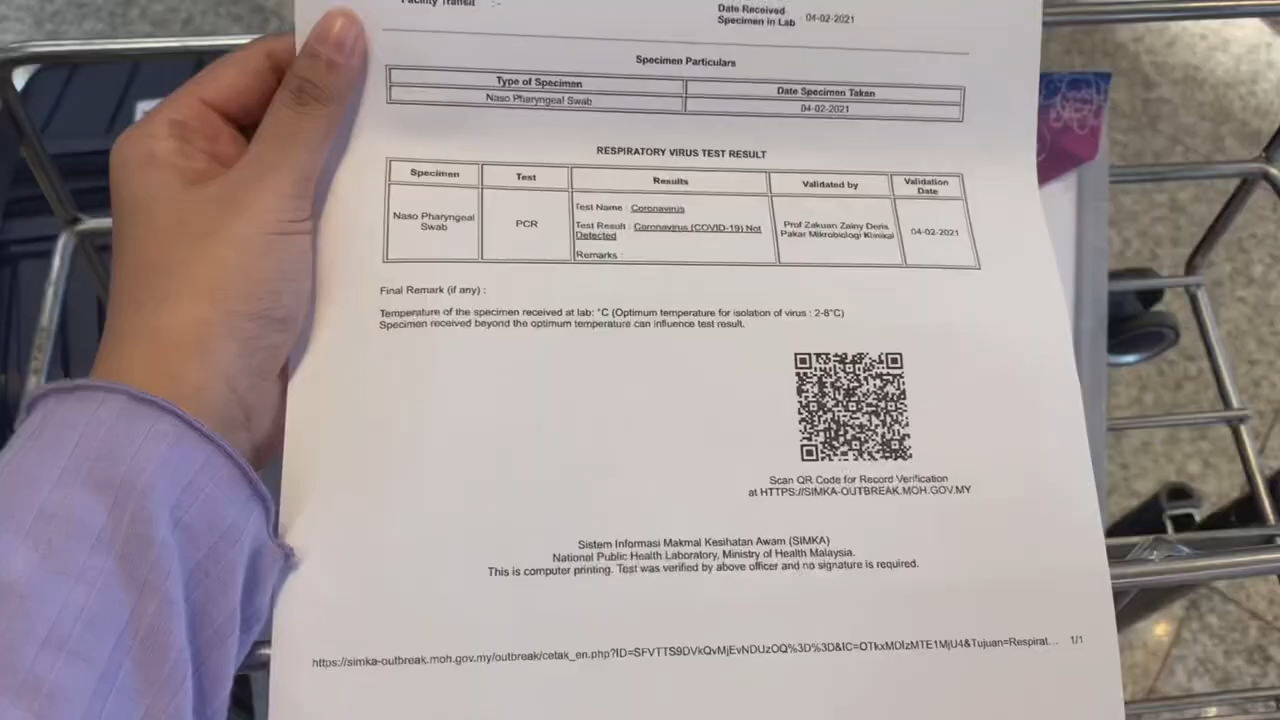 Facility Transit : -
Date Received
Specimen in Lab : 04-02-2021
Specimen Particulars
Type of Specimen Date Specimen Taken
Naso Pharyngeal Swab 04-02-2021
RESPIRATORY VIRUS TEST RESULT
Specimen Test Results Validated by Validation Date
Naso Pharyngeal Swab
PCR
Test Name : Coronavirus
Test Result : Coronavirus (COVID-19) Not
Detected
Remarks :
Prof Zakuan Zainy Deris
Pakar Mikrobiologi Klinikal
04-02-2021
Final Remark (if any) :
Temperature of the specimen received at lab: °C (Optimum temperature for isolation of virus : 2-8°C)
Specimen received beyond the optimum temperature can influence test result.
Scan QR Code for Record Verification
at HTTPS://SIMKA-OUTBREAK.MOH.GOV.MY
Sistem Informasi Makmal Kesihatan Awam (SIMKA)
National Public Health Laboratory, Ministry of Health Malaysia.
This is computer printing. Test was verified by above officer and no signature is required.
https://simka-outbreak.moh.gov.my/outbreak/cetak_en.php?ID=SFVTTS9DVkQvMjEvNDUzOQ%3D%3D&IC=OTkxMDIzMTE1MjU4&Tujuan=Respirat... 1/1